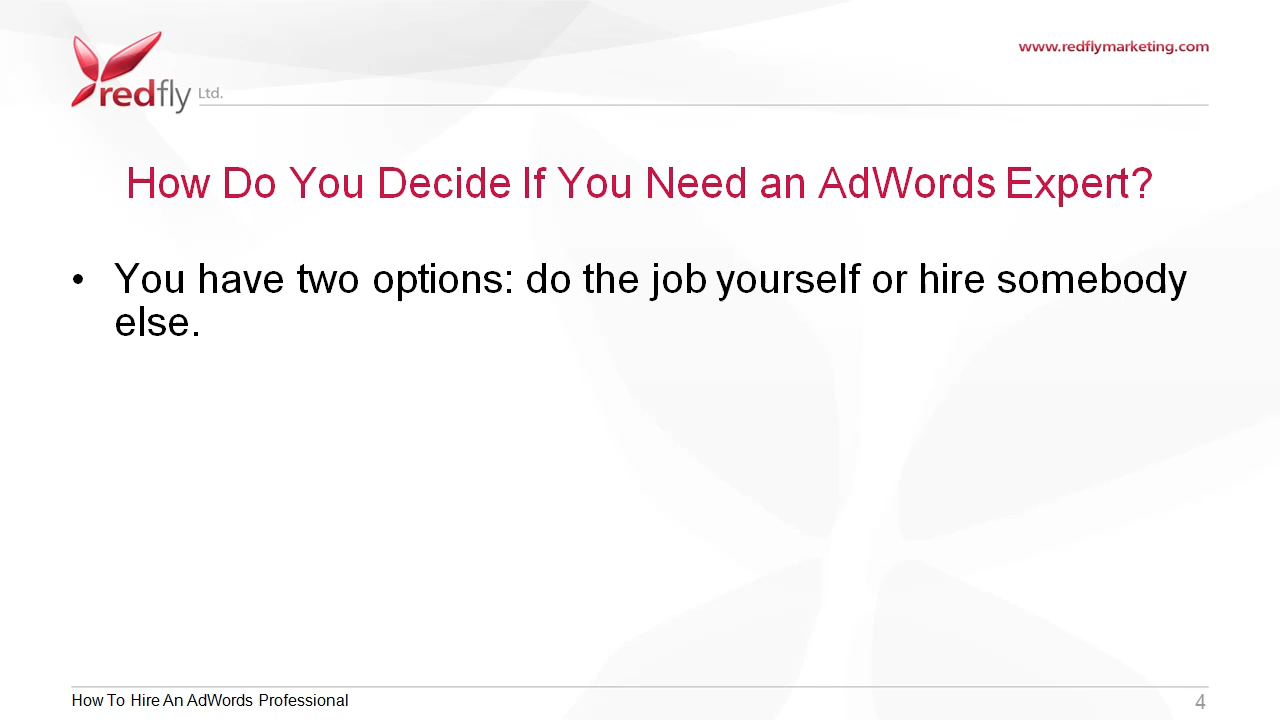 redfly Ltd.
www.redflymarketing.com
How Do You Decide If You Need an AdWords Expert?
• You have two options: do the job yourself or hire somebody
else.
How To Hire An AdWords Professional
4